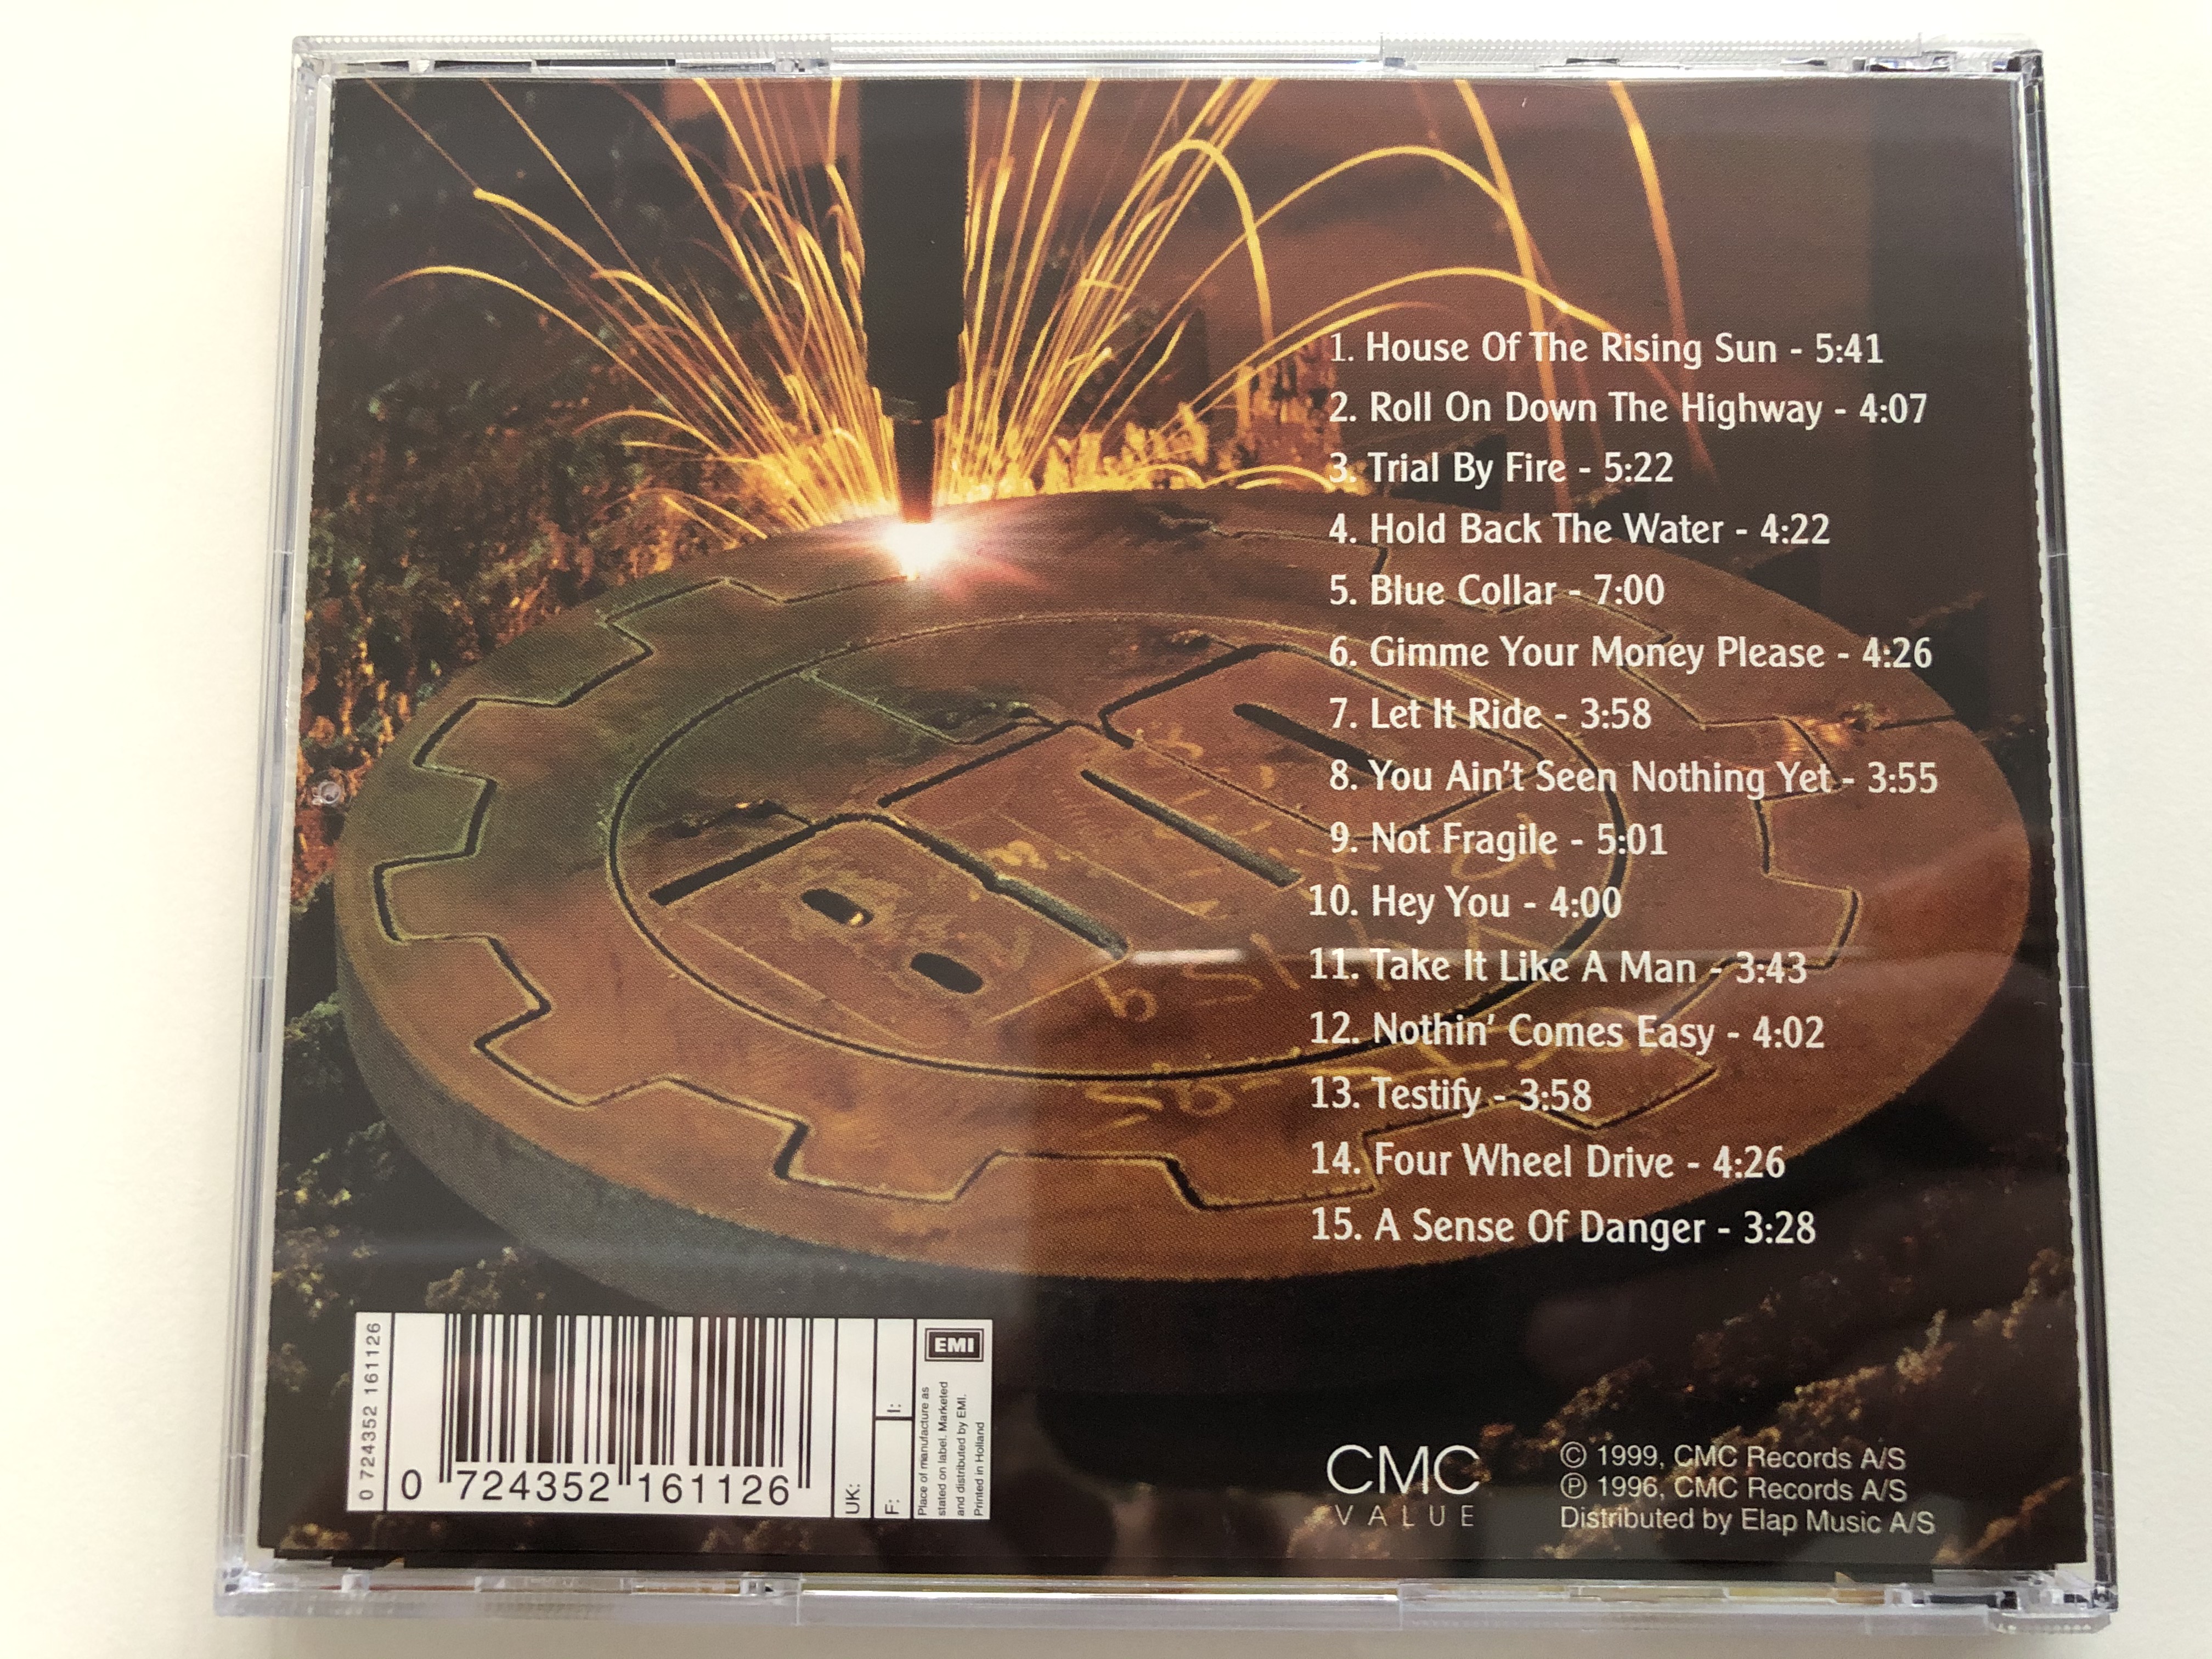 1. House Of The Rising Sun - 5:41
2. Roll On Down The Highway - 4:07
3. Trial By Fire - 5:22
4. Hold Back The Water - 4:22
5. Blue Collar - 7:00
6. Gimme Your Money Please - 4:26
7. Let It Ride - 3:58
8. You Ain't Seen Nothing Yet - 3:55
9. Not Fragile - 5:01
10. Hey You - 4:00
11. Take It Like A Man - 3:43
12. Nothin' Comes Easy - 4:02
13. Testify - 3:58
14. Four Wheel Drive - 4:26
15. A Sense Of Danger - 3:28
BTO
0 724352 161126
0 724352 161126
UK:
F:
I:
EMI
Place of manufacture as
stated on label. Marketed
and distributed by EMI.
Printed in Holland
CMC
VALUE
© 1999, CMC Records A/S
℗ 1996, CMC Records A/S
Distributed by Elap Music A/S